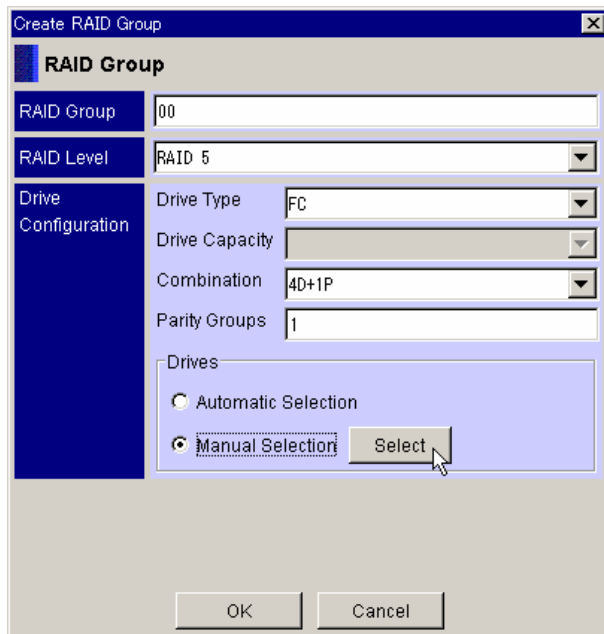 Create RAID Group
RAID Group
RAID Group 00
RAID Level RAID 5
Drive Configuration
Drive Type FC
Drive Capacity
Combination 4D+1P
Parity Groups 1
Drives
Automatic Selection
Manual Selection Select
OK Cancel